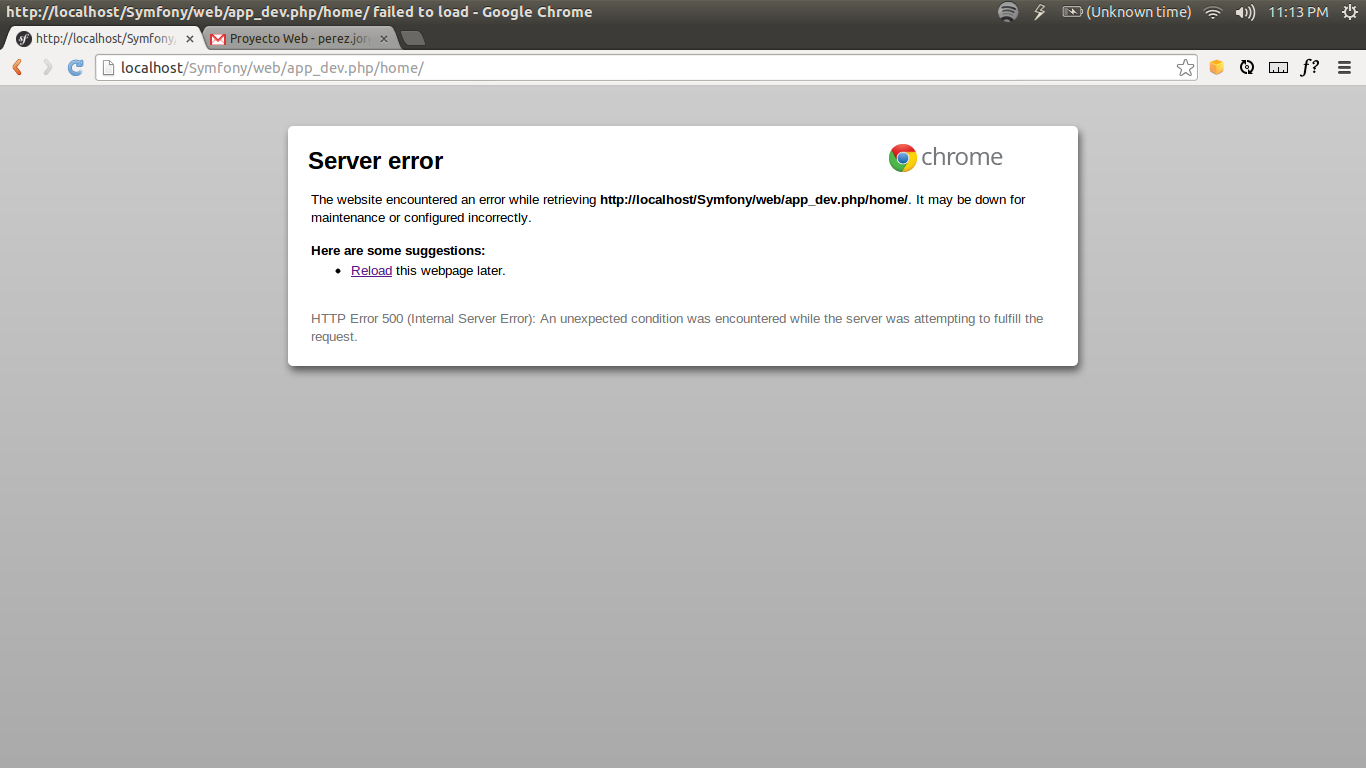 http://localhost/Symfony/web/app_dev.php/home/ failed to load - Google Chrome
(Unknown time) 11:13 PM
http://localhost/Symfony/ Proyecto Web - perez.jor
localhost/Symfony/web/app_dev.php/home/
f?
Server error
chrome
The website encountered an error while retrieving http://localhost/Symfony/web/app_dev.php/home/. It may be down for
maintenance or configured incorrectly.
Here are some suggestions:
• Reload this webpage later.
HTTP Error 500 (Internal Server Error): An unexpected condition was encountered while the server was attempting to fulfill the
request.